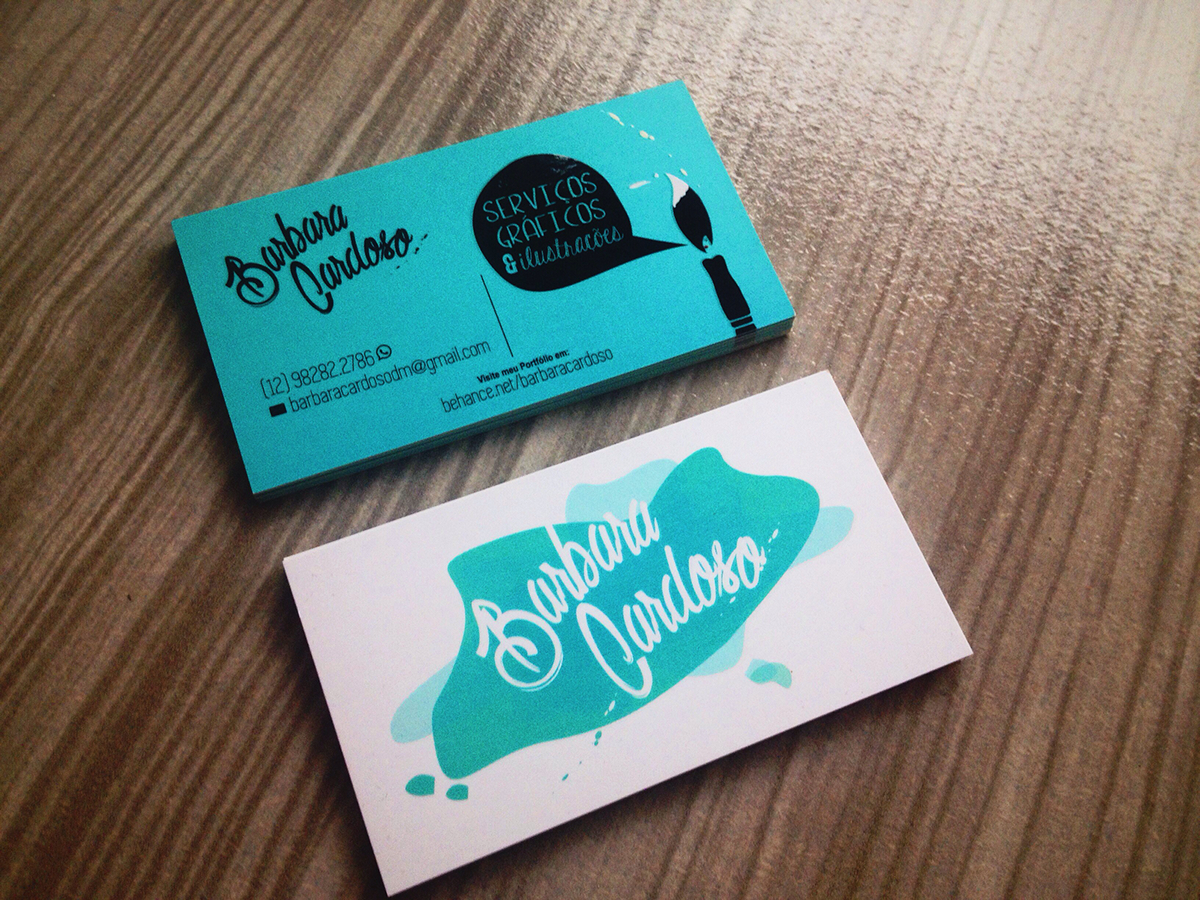 Barbara
Cardoso
SERVIÇOS
GRÁFICOS
& ilustrações
(12) 98282.2786
barbaracardosodm@gmail.com
Visite meu Portfólio em:
behance.net/barbaracardoso
Barbara
Cardoso